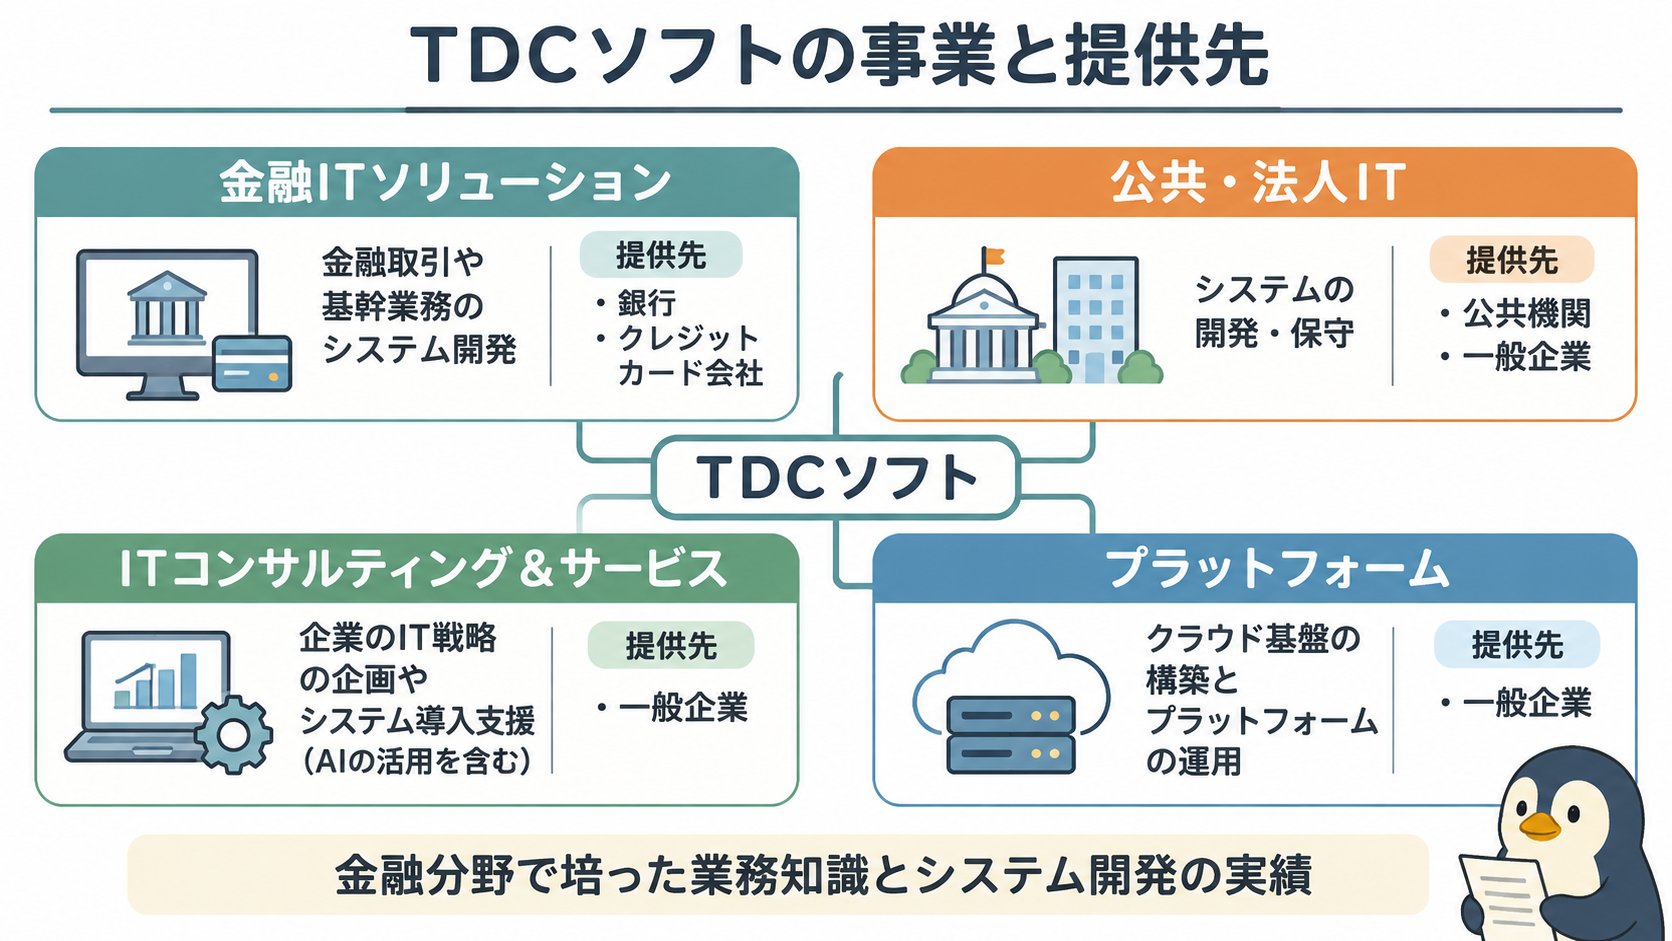 TDCソフトの事業と提供先
金融ITソリューション
金融取引や
基幹業務の
システム開発
提供先
・銀行
・クレジット
カード会社
公共・法人IT
システムの
開発・保守
提供先
・公共機関
・一般企業
TDCソフト
ITコンサルティング＆サービス
企業のIT戦略
の企画や
システム導入支援
（AIの活用を含む）
提供先
・一般企業
プラットフォーム
クラウド基盤の
構築と
プラットフォーム
の運用
提供先
・一般企業
金融分野で培った業務知識とシステム開発の実績